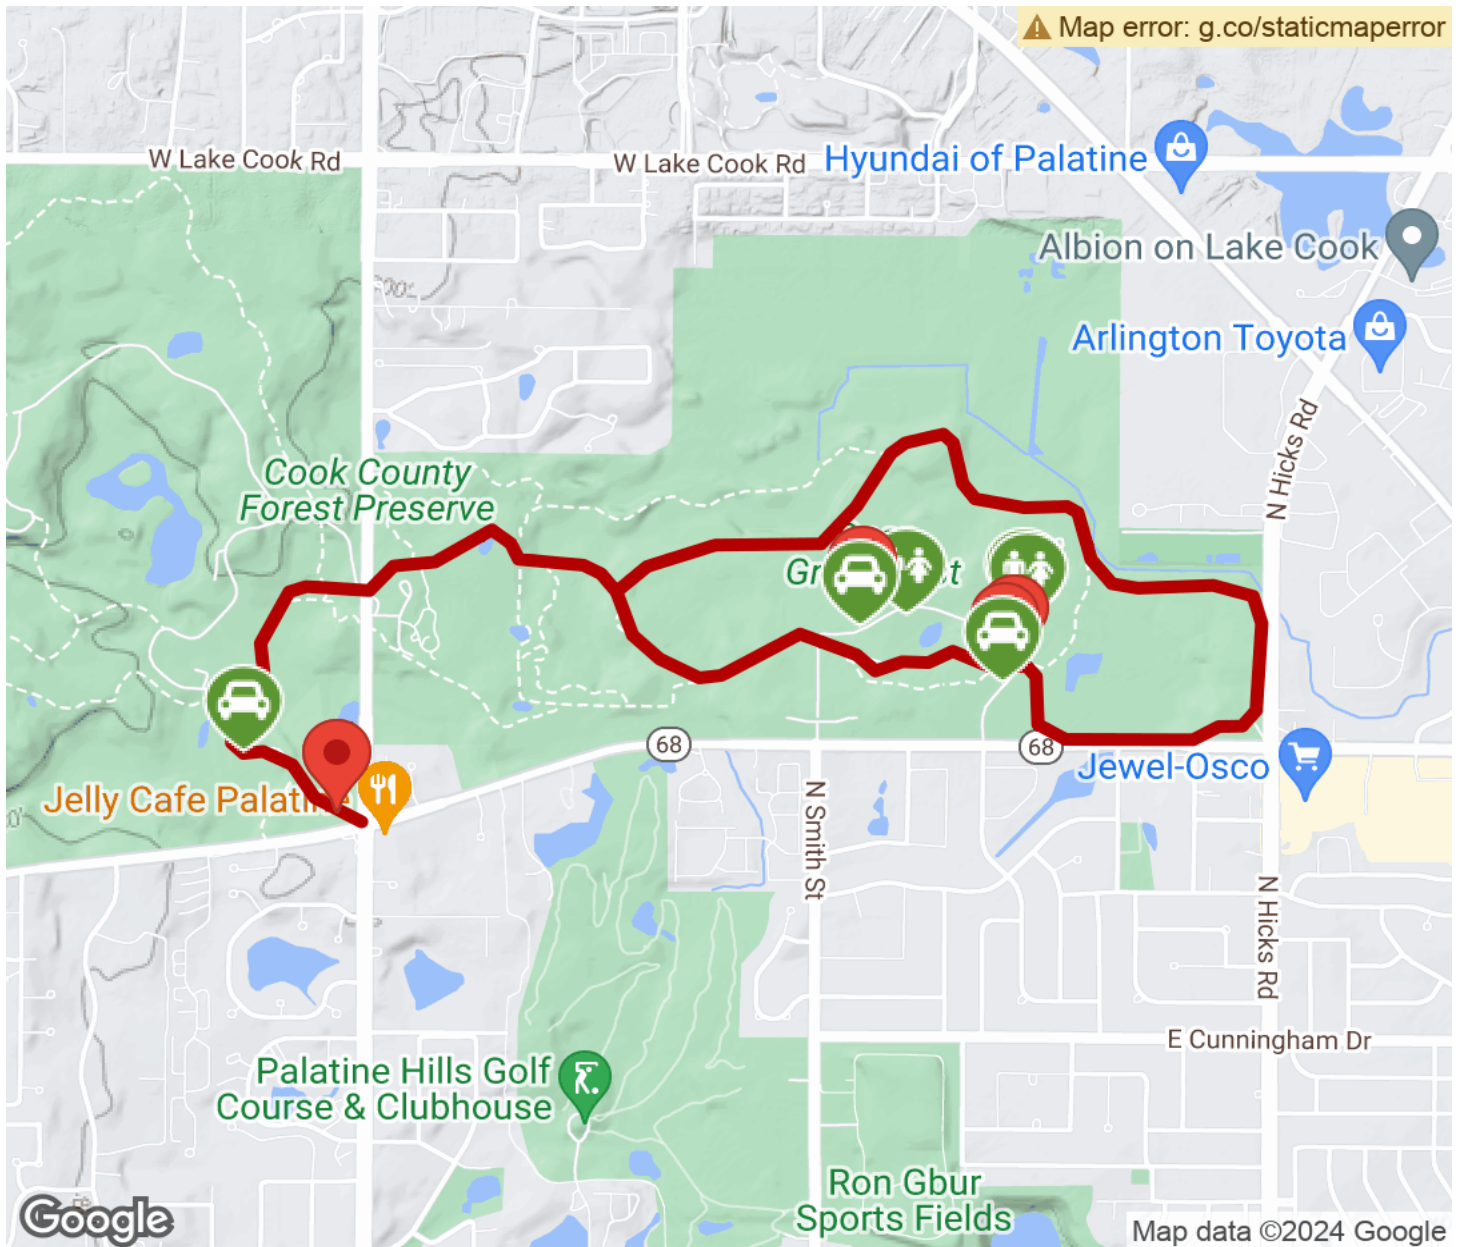 Map error: g.co/staticmaperror
W Lake Cook Rd
W Lake Cook Rd
Hyundai of Palatine
Albion on Lake Cook
Arlington Toyota
N Hicks Rd
Cook County
Forest Preserve
68
68
Jewel-Osco
Jelly Cafe Palatine
N Smith St
N Hicks Rd
E Cunningham Dr
Palatine Hills Golf
Course & Clubhouse
Ron Gbur
Sports Fields
Google
Map data ©2024 Google